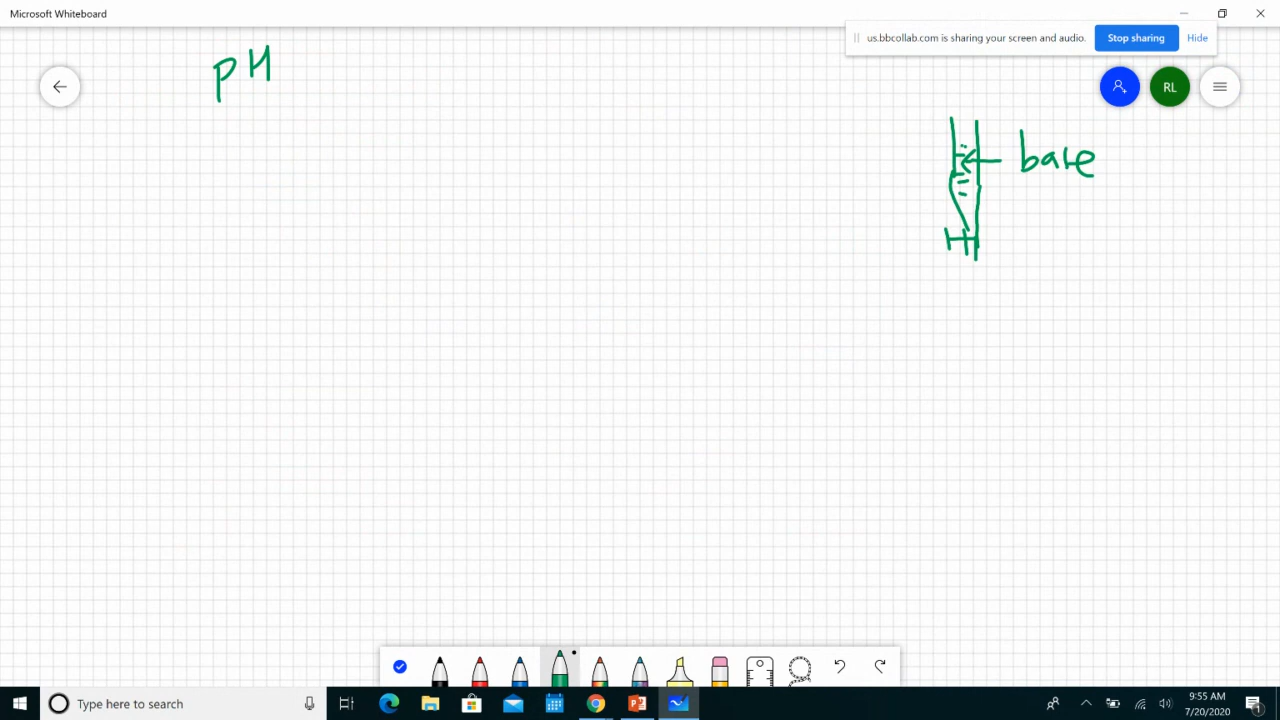 Microsoft Whiteboard
us.bbcollab.com is sharing your screen and audio. Stop sharing Hide
pH
RL
base
Type here to search
9:55 AM
7/20/2020
1